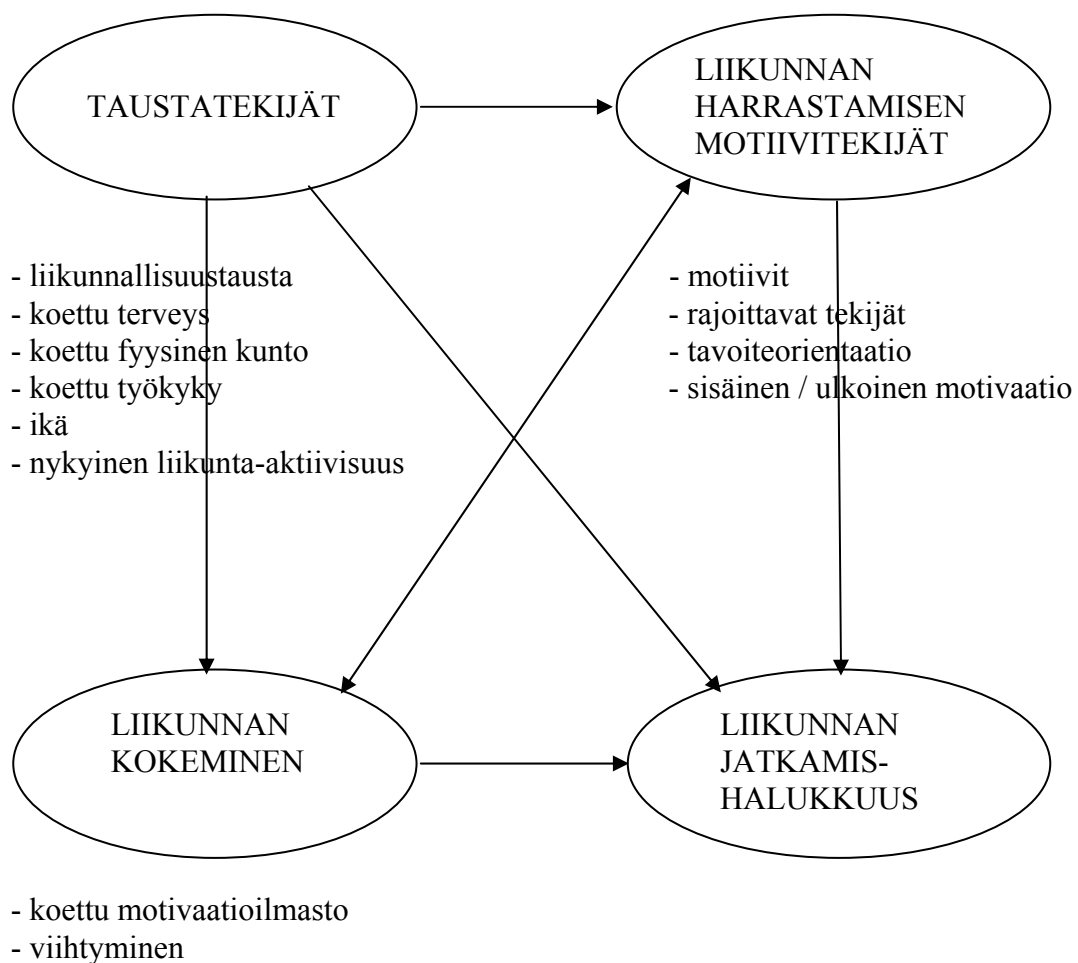 TAUSTATEKIJÄT
LIIKUNNAN
HARRASTAMISEN
MOTIIVITEKIJÄT
- liikunnallisuustausta
- koettu terveys
- koettu fyysinen kunto
- koettu työkyky
- ikä
- nykyinen liikunta-aktiivisuus
- motiivit
- rajoittavat tekijät
- tavoiteorientaatio
- sisäinen / ulkoinen motivaatio
LIIKUNNAN
KOKEMINEN
LIIKUNNAN
JATKAMIS-
HALUKKUUS
- koettu motivaatioilmasto
- viihtyminen